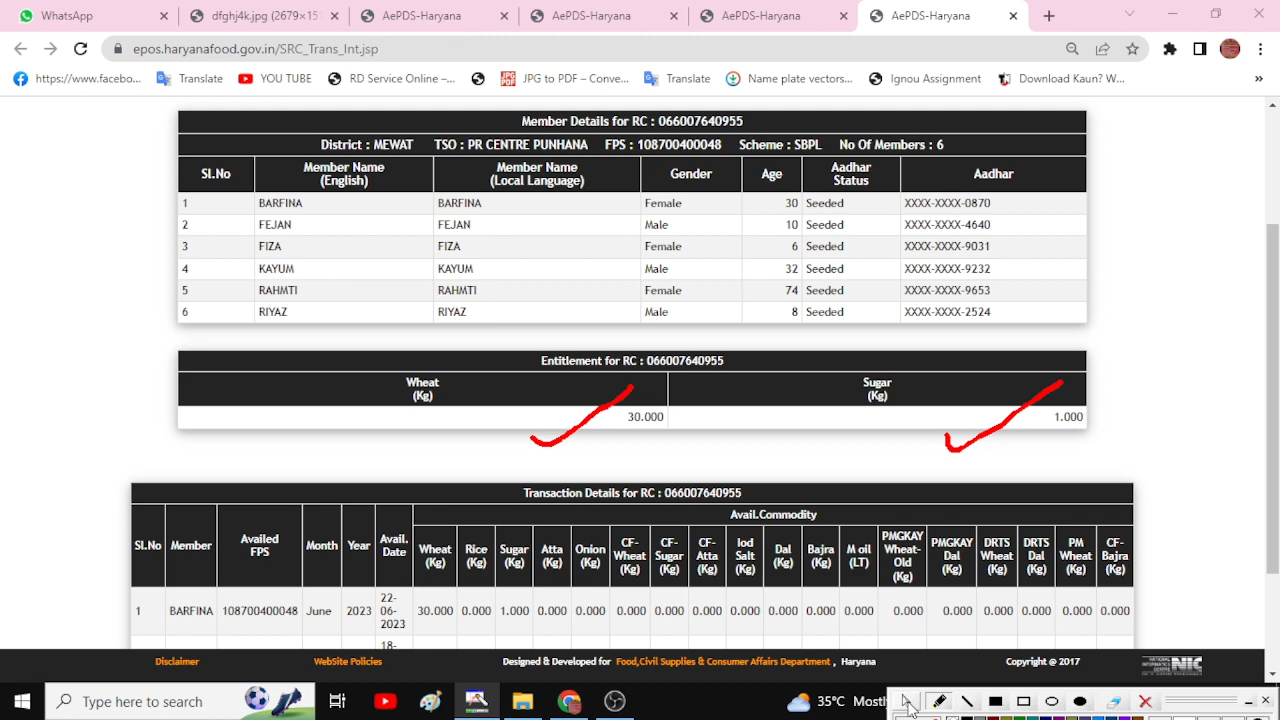 WhatsApp
dfghj4k.jpg (2679×15
AePDS-Haryana
AePDS-Haryana
AePDS-Haryana
AePDS-Haryana
epos.haryanafood.gov.in/SRC_Trans_Int.jsp
https://www.facebo...
Translate
YOU TUBE
RD Service Online –...
JPG to PDF – Conve...
Translate
Name plate vectors...
Ignou Assignment
Download Kaun? W...
»
Member Details for RC : 066007640955
District : MEWAT TSO : PR CENTRE PUNHANA FPS : 108700400048 Scheme : SBPL No Of Members : 6
Sl.No Member Name (English) Member Name (Local Language) Gender Age Aadhar Status Aadhar
1 BARFINA BARFINA Female 30 Seeded XXXX-XXXX-0870
2 FEJAN FEJAN Male 10 Seeded XXXX-XXXX-4640
3 FIZA FIZA Female 6 Seeded XXXX-XXXX-9031
4 KAYUM KAYUM Male 32 Seeded XXXX-XXXX-9232
5 RAHMTI RAHMTI Female 74 Seeded XXXX-XXXX-9653
6 RIYAZ RIYAZ Male 8 Seeded XXXX-XXXX-2524
Entitlement for RC : 066007640955
Wheat (Kg) Sugar (Kg)
30.000 1.000
Transaction Details for RC : 066007640955
Avail.Commodity
Sl.No Member Availed FPS Month Year Avail. Date Wheat (Kg) Rice (Kg) Sugar (Kg) Atta (Kg) Onion (Kg) CF-Wheat (Kg) CF-Sugar (Kg) CF-Atta (Kg) Iod Salt (Kg) Dal (Kg) Bajra (Kg) M oil (LT) PMGKAY Wheat-Old (Kg) PMGKAY Dal (Kg) DRTS Wheat (Kg) DRTS Dal (Kg) PM Wheat (Kg) CF-Bajra (Kg)
1 BARFINA 108700400048 June 2023 22-06-2023 30.000 0.000 1.000 0.000 0.000 0.000 0.000 0.000 0.000 0.000 0.000 0.000 0.000 0.000 0.000 0.000 0.000 0.000
18-
Disclaimer WebSite Policies Designed & Developed for Food,Civil Supplies & Consumer Affairs Department , Haryana Copyright @ 2017
NIC
Type here to search
35°C Mostl